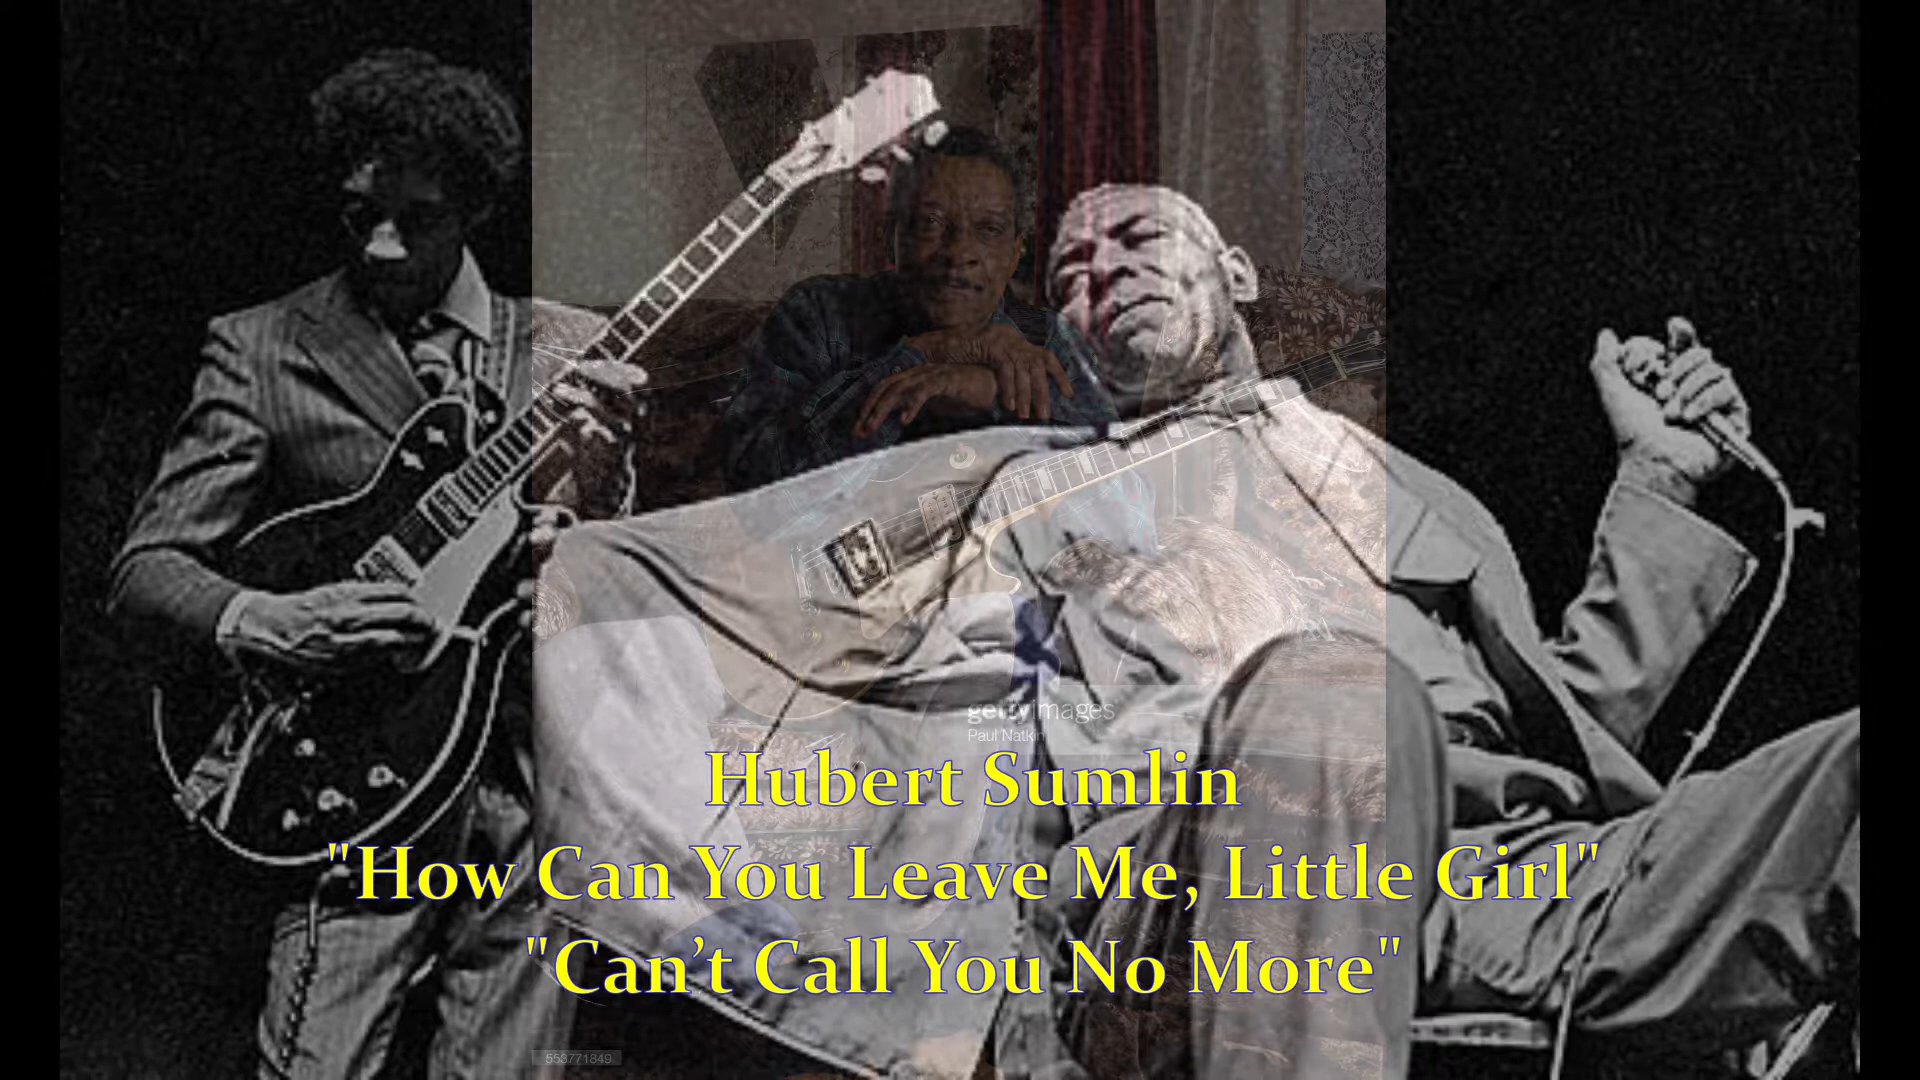 gettyimages
Paul Natkin
Hubert Sumlin
"How Can You Leave Me, Little Girl"
"Can’t Call You No More"
553771849